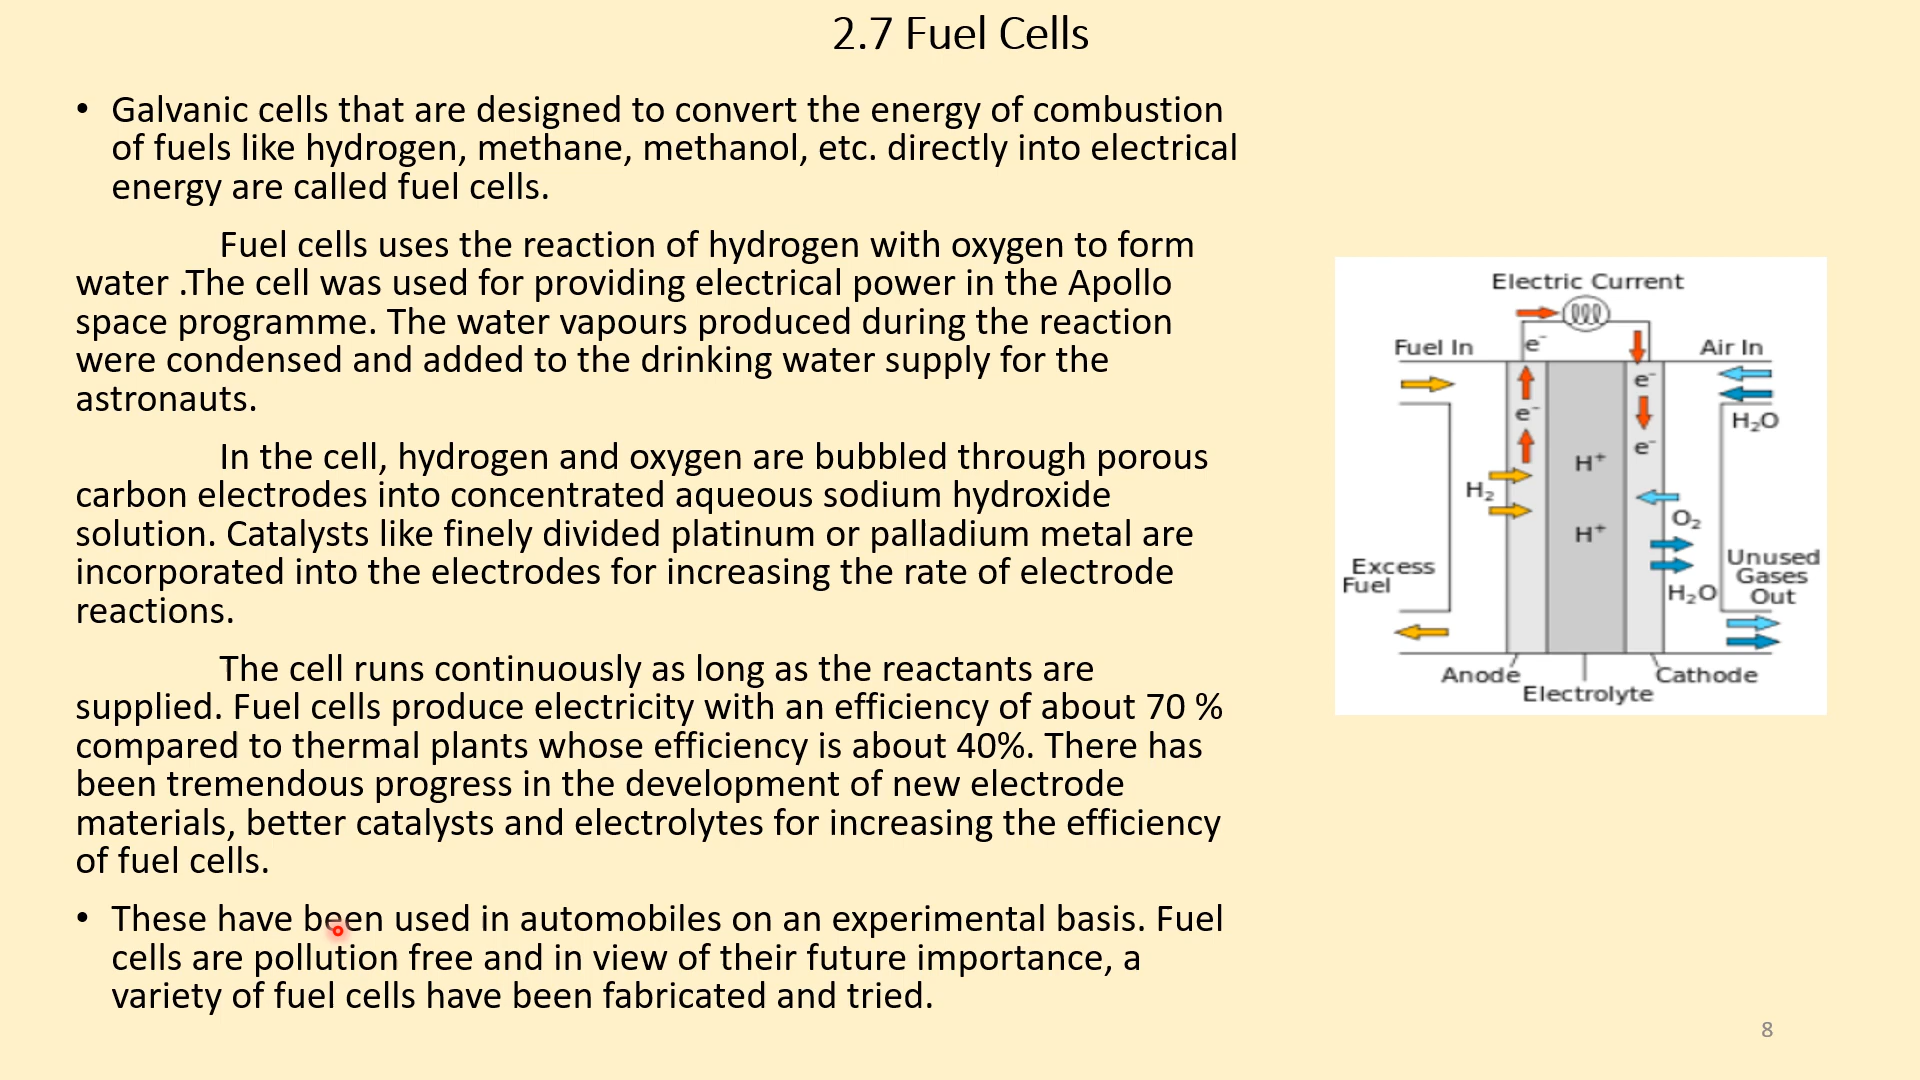 2.7 Fuel Cells
• Galvanic cells that are designed to convert the energy of combustion
of fuels like hydrogen, methane, methanol, etc. directly into electrical
energy are called fuel cells.
Fuel cells uses the reaction of hydrogen with oxygen to form
water .The cell was used for providing electrical power in the Apollo
space programme. The water vapours produced during the reaction
were condensed and added to the drinking water supply for the
astronauts.
In the cell, hydrogen and oxygen are bubbled through porous
carbon electrodes into concentrated aqueous sodium hydroxide
solution. Catalysts like finely divided platinum or palladium metal are
incorporated into the electrodes for increasing the rate of electrode
reactions.
The cell runs continuously as long as the reactants are
supplied. Fuel cells produce electricity with an efficiency of about 70 %
compared to thermal plants whose efficiency is about 40%. There has
been tremendous progress in the development of new electrode
materials, better catalysts and electrolytes for increasing the efficiency
of fuel cells.
• These have been used in automobiles on an experimental basis. Fuel
cells are pollution free and in view of their future importance, a
variety of fuel cells have been fabricated and tried.
Electric Current
Fuel In
e⁻
Air In
e⁻
e⁻
H₂O
e⁻
H⁺
H₂
O₂
H⁺
Excess
Fuel
H₂O
Unused
Gases
Out
Anode
Electrolyte
Cathode
8